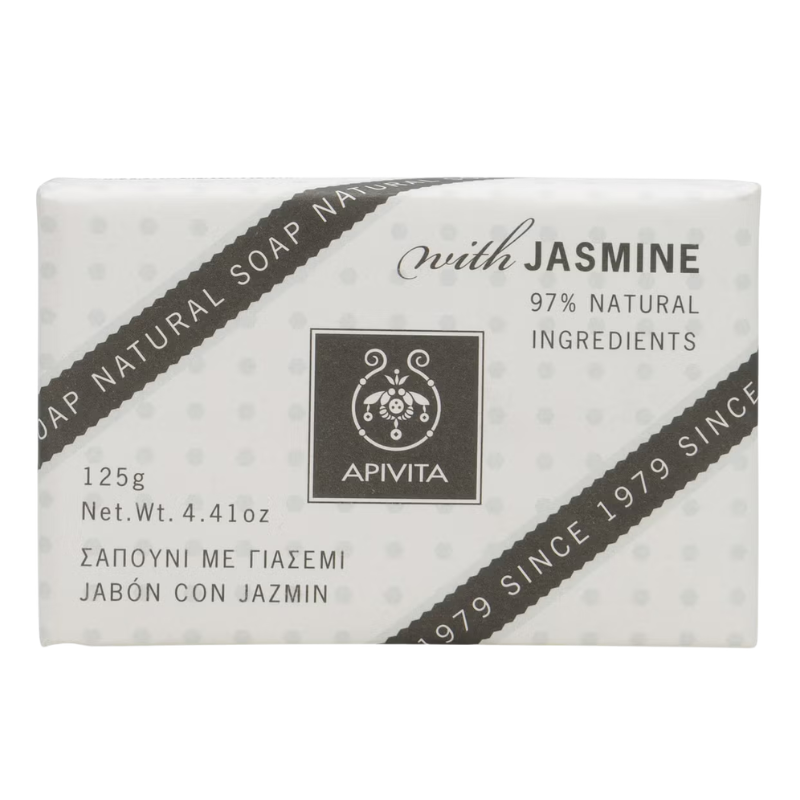 OAP NATURAL SOAP NATURAL S
with JASMINE
97% NATURAL
INGREDIENTS
APIVITA
125g
Net.Wt. 4.41oz
ΣΑΠΟΥΝΙ ΜΕ ΓΙΑΣΕΜΙ
JABÓN CON JAZMIN
1979 SINCE 1979 SINCE